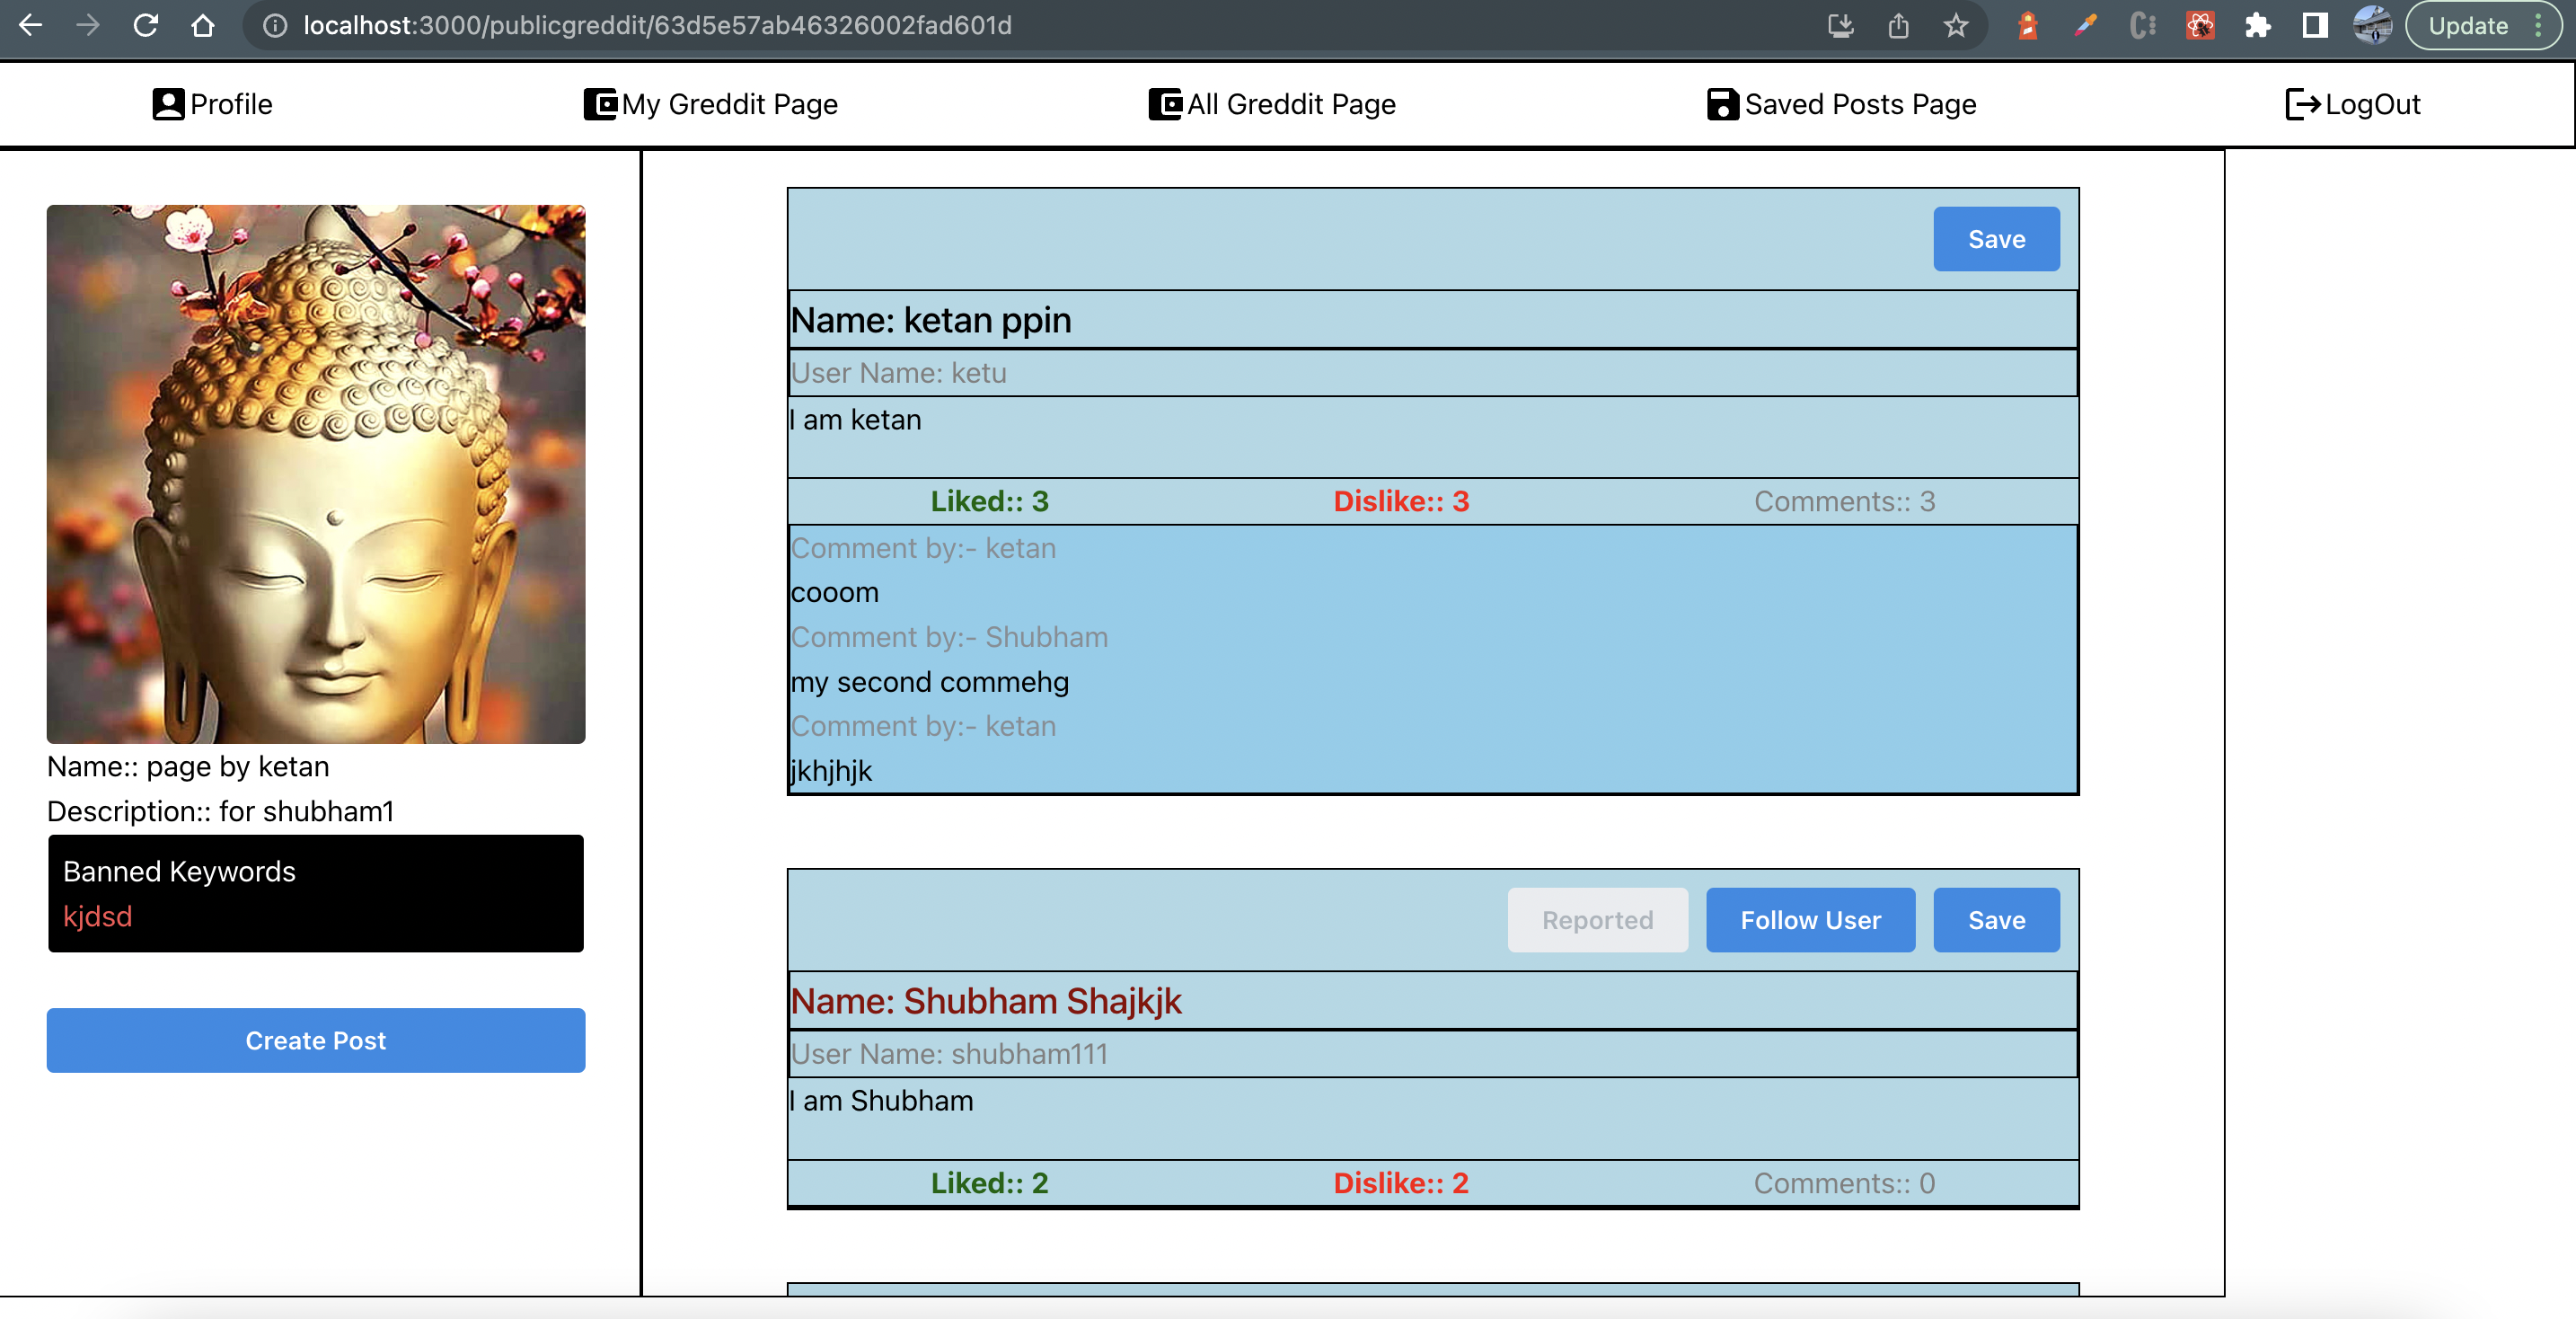 localhost:3000/publicgreddit/63d5e57ab46326002fad601d
Update
Profile
My Greddit Page
All Greddit Page
Saved Posts Page
LogOut
Name:: page by ketan
Description:: for shubham1
Banned Keywords
kjdsd
Create Post
Save
Name: ketan ppin
User Name: ketu
I am ketan
Liked:: 3 Dislike:: 3 Comments:: 3
Comment by:- ketan
cooom
Comment by:- Shubham
my second commehg
Comment by:- ketan
jkhjhjk
Reported Follow User Save
Name: Shubham Shajkjk
User Name: shubham111
I am Shubham
Liked:: 2 Dislike:: 2 Comments:: 0